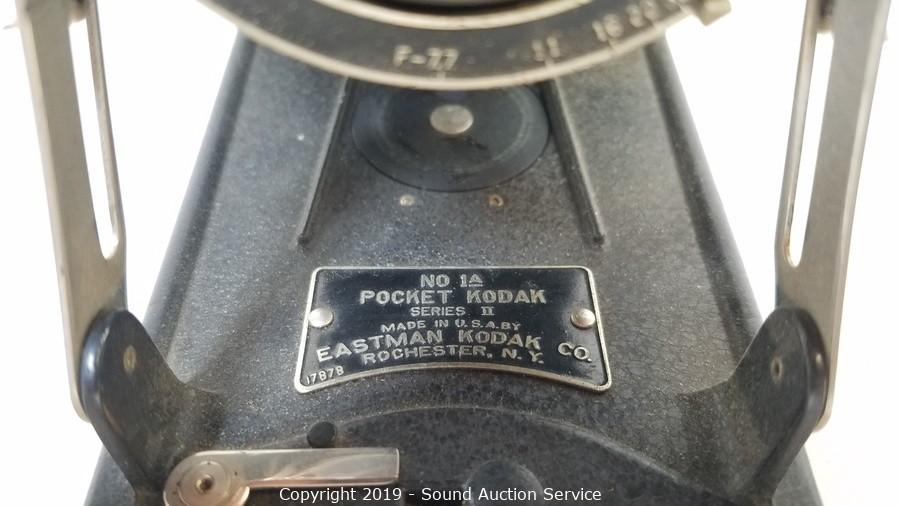 F-7.7 11 16 22
NO 1A
POCKET KODAK
SERIES II
MADE IN U.S.A. BY
EASTMAN KODAK CO.
ROCHESTER, N.Y.
17878
Copyright 2019 - Sound Auction Service